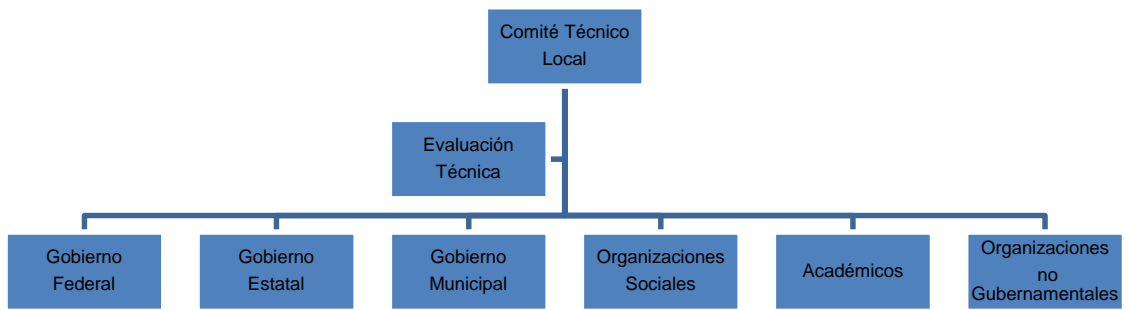 Comité Técnico
Local
Evaluación
Técnica
Gobierno
Federal
Gobierno
Estatal
Gobierno
Municipal
Organizaciones
Sociales
Académicos
Organizaciones
no
Gubernamentales